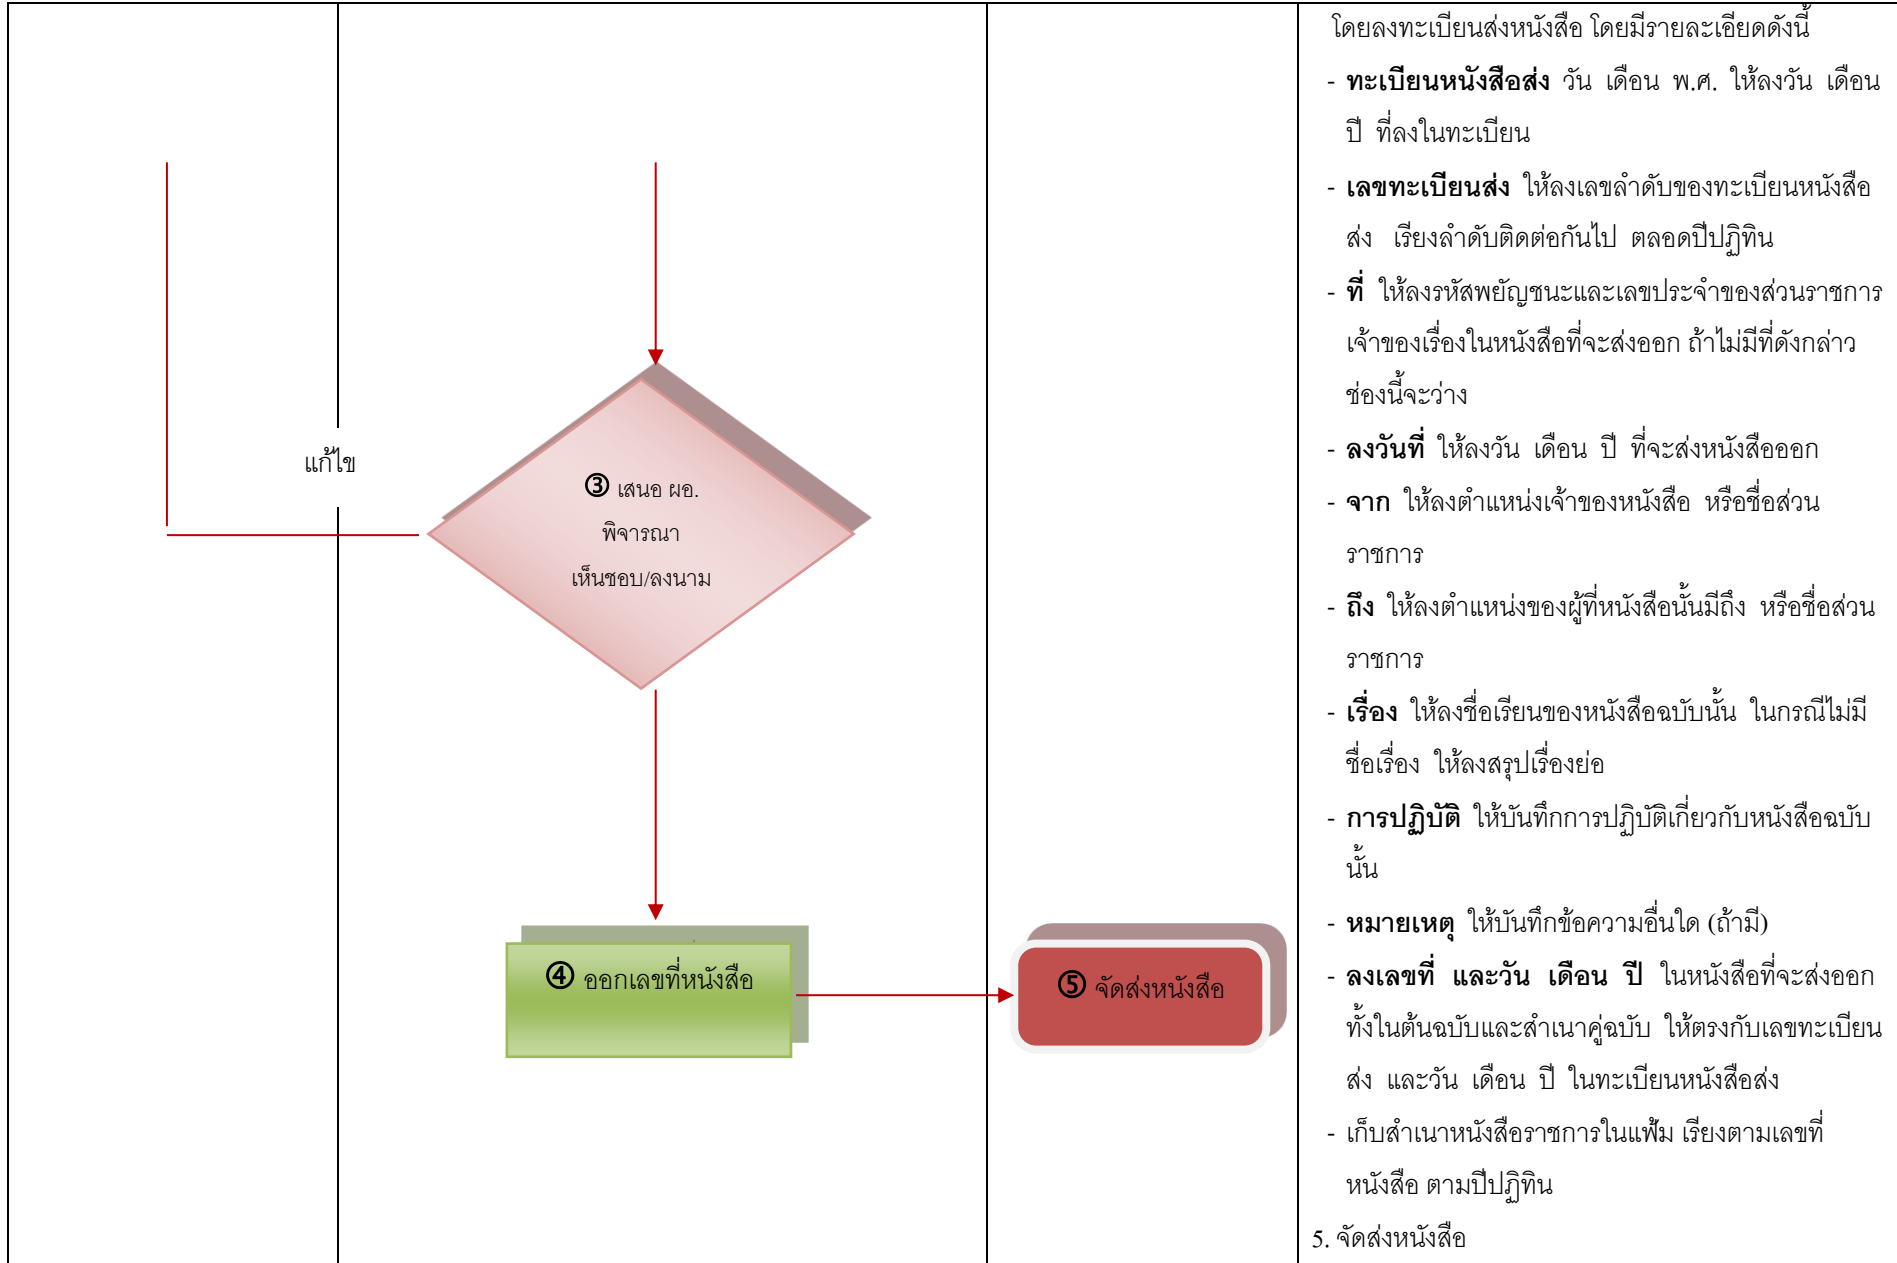 แก้ไข
③ เสนอ ผอ.
พิจารณา
เห็นชอบ/ลงนาม
④ ออกเลขที่หนังสือ
⑤ จัดส่งหนังสือ
โดยลงทะเบียนส่งหนังสือ โดยมีรายละเอียดดังนี้
- ทะเบียนหนังสือส่ง วัน เดือน พ.ศ. ให้ลงวัน เดือน
ปี ที่ลงในทะเบียน
- เลขทะเบียนส่ง ให้ลงเลขลำดับของทะเบียนหนังสือ
ส่ง เรียงลำดับติดต่อกันไป ตลอดปีปฏิทิน
- ที่ ให้ลงรหัสพยัญชนะและเลขประจำของส่วนราชการ
เจ้าของเรื่องในหนังสือที่จะส่งออก ถ้าไม่มีที่ดังกล่าว
ช่องนี้จะว่าง
- ลงวันที่ ให้ลงวัน เดือน ปี ที่จะส่งหนังสือออก
- จาก ให้ลงตำแหน่งเจ้าของหนังสือ หรือชื่อส่วน
ราชการ
- ถึง ให้ลงตำแหน่งของผู้ที่หนังสือนั้นมีถึง หรือชื่อส่วน
ราชการ
- เรื่อง ให้ลงชื่อเรียนของหนังสือฉบับนั้น ในกรณีไม่มี
ชื่อเรื่อง ให้ลงสรุปเรื่องย่อ
- การปฏิบัติ ให้บันทึกการปฏิบัติเกี่ยวกับหนังสือฉบับ
นั้น
- หมายเหตุ ให้บันทึกข้อความอื่นใด (ถ้ามี)
- ลงเลขที่ และวัน เดือน ปี ในหนังสือที่จะส่งออก
ทั้งในต้นฉบับและสำเนาคู่ฉบับ ให้ตรงกับเลขทะเบียน
ส่ง และวัน เดือน ปี ในทะเบียนหนังสือส่ง
- เก็บสำเนาหนังสือราชการในแฟ้ม เรียงตามเลขที่
หนังสือ ตามปีปฏิทิน
5. จัดส่งหนังสือ